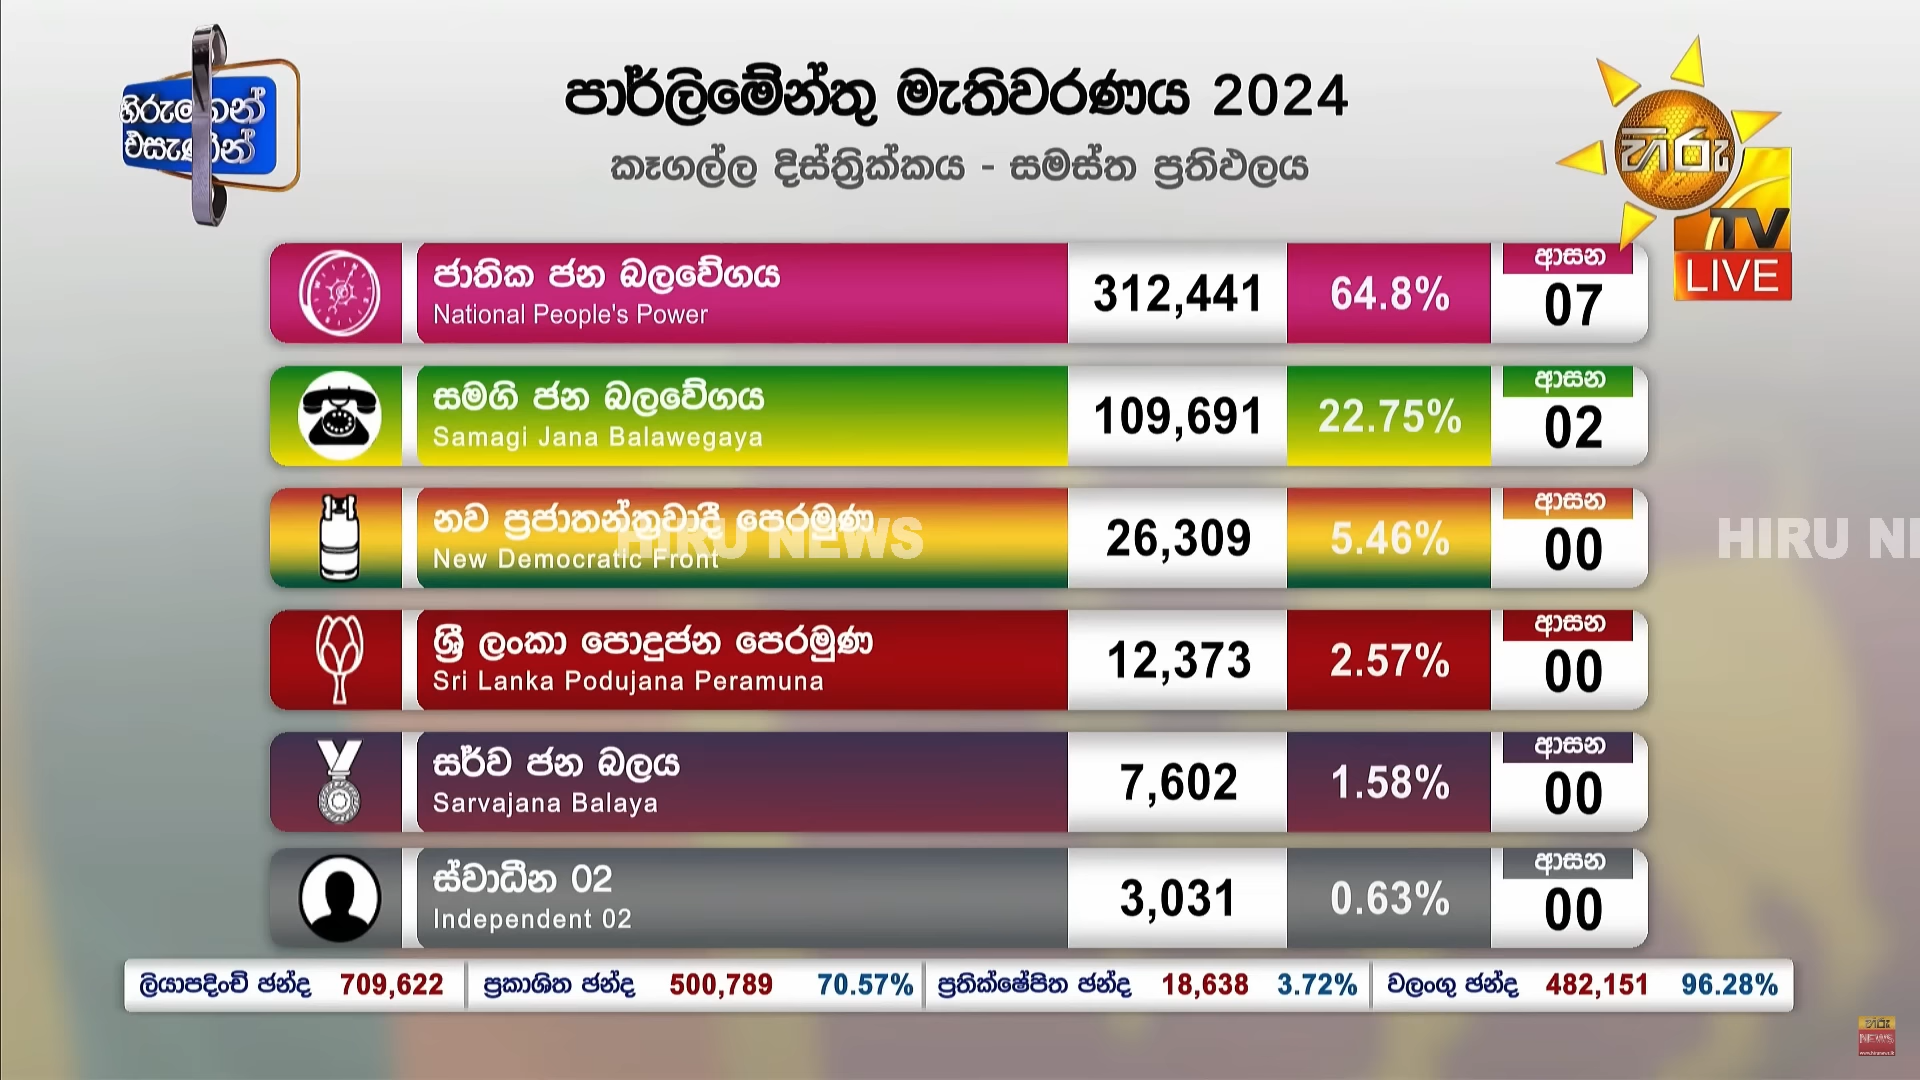 හිරුගෙන්
එසැණින්
පාර්ලිමේන්තු මැතිවරණය 2024
කෑගල්ල දිස්ත්‍රික්කය - සමස්ත ප්‍රතිඵලය
හිරු
TV
LIVE
ජාතික ජන බලවේගය
National People's Power
312,441
64.8%
ආසන
07
සමගි ජන බලවේගය
Samagi Jana Balawegaya
109,691
22.75%
ආසන
02
නව ප්‍රජාතන්ත්‍රවාදී පෙරමුණ
New Democratic Front
26,309
5.46%
ආසන
00
HIRU NEWS
HIRU NE
ශ්‍රී ලංකා පොදුජන පෙරමුණ
Sri Lanka Podujana Peramuna
12,373
2.57%
ආසන
00
සර්ව ජන බලය
Sarvajana Balaya
7,602
1.58%
ආසන
00
ස්වාධීන 02
Independent 02
3,031
0.63%
ආසන
00
ලියාපදිංචි ඡන්ද 709,622 ප්‍රකාශිත ඡන්ද 500,789 70.57% ප්‍රතික්ෂේපිත ඡන්ද 18,638 3.72% වලංගු ඡන්ද 482,151 96.28%
හිරු
NEWS
www.hirunews.lk